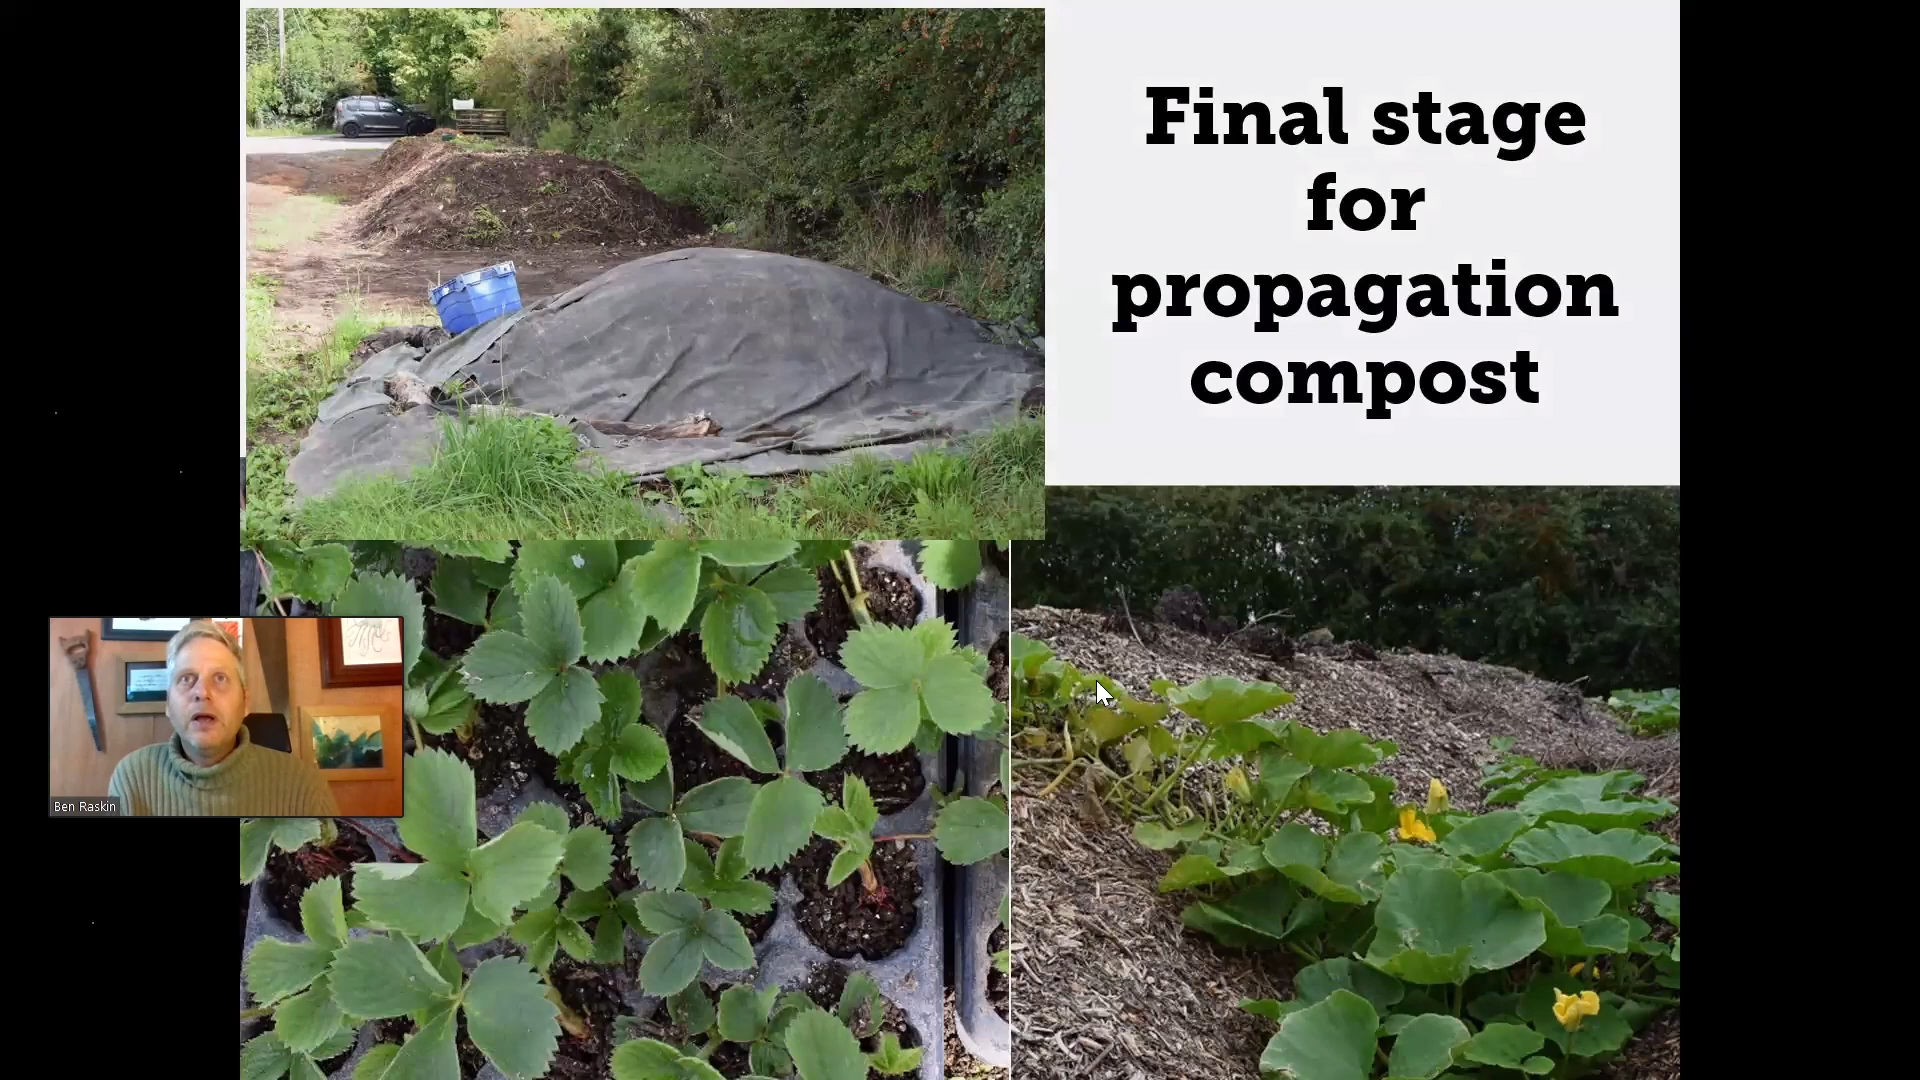 Final stage
for
propagation
compost
Ben Raskin